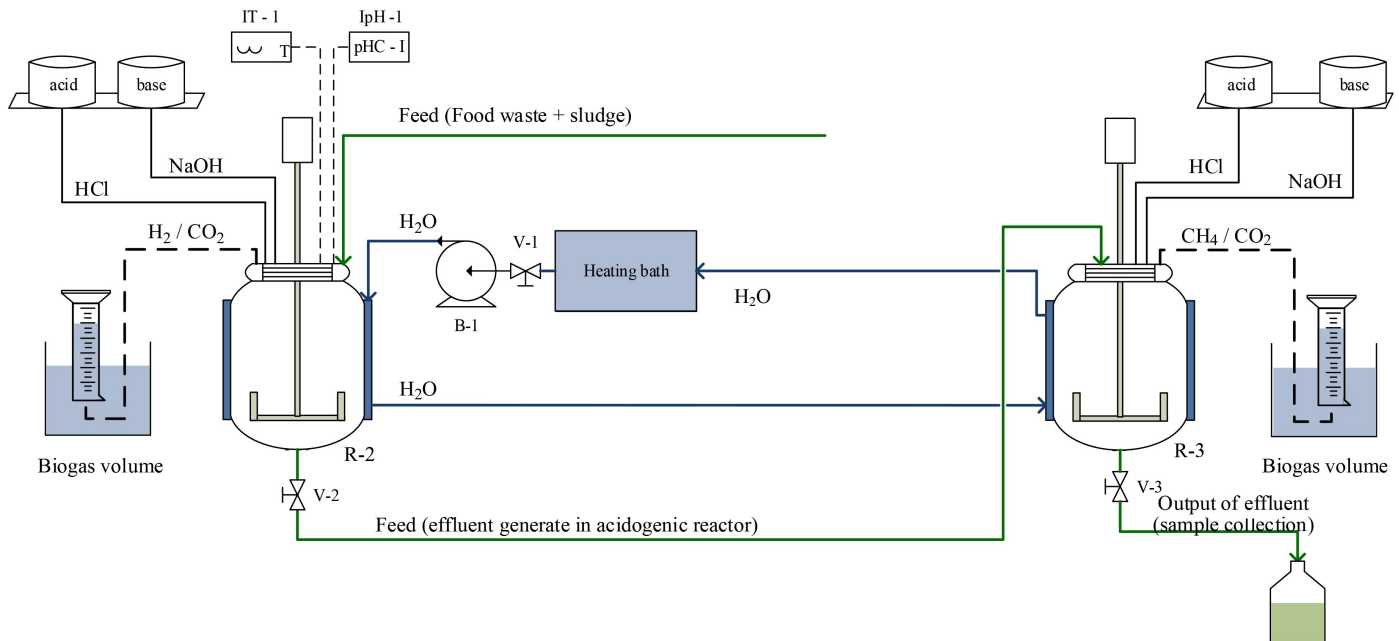 IT - 1
IpH -1
T
pHC - I
acid
base
acid
base
Feed (Food waste + sludge)
NaOH
HCl
HCl
NaOH
H₂ / CO₂
H₂O
V-1
Heating bath
CH₄ / CO₂
H₂O
B-1
H₂O
R-2
R-3
Biogas volume
Biogas volume
V-2
V-3
Feed (effluent generate in acidogenic reactor)
Output of effluent
(sample collection)